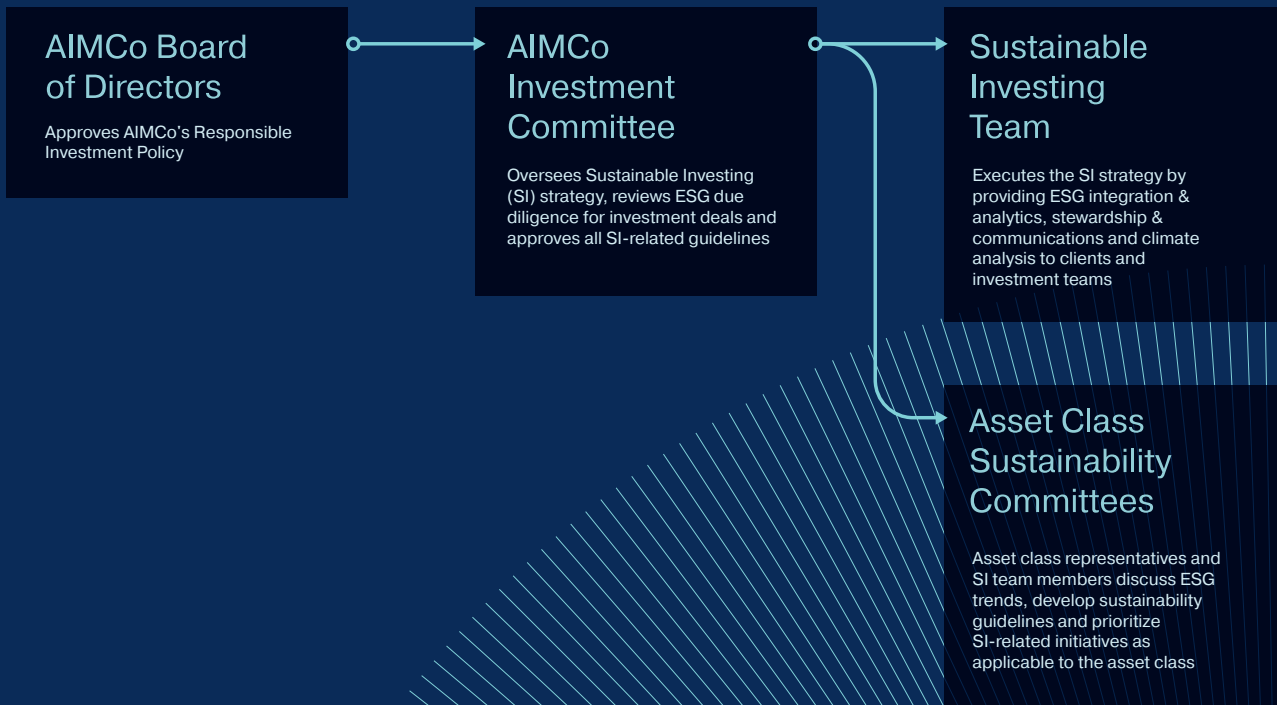 AIMCo Board
of Directors
Approves AIMCo's Responsible
Investment Policy
AIMCo
Investment
Committee
Oversees Sustainable Investing
(SI) strategy, reviews ESG due
diligence for investment deals and
approves all SI-related guidelines
Sustainable
Investing
Team
Executes the SI strategy by
providing ESG integration &
analytics, stewardship &
communications and climate
analysis to clients and
investment teams
Asset Class
Sustainability
Committees
Asset class representatives and
SI team members discuss ESG
trends, develop sustainability
guidelines and prioritize
SI-related initiatives as
applicable to the asset class